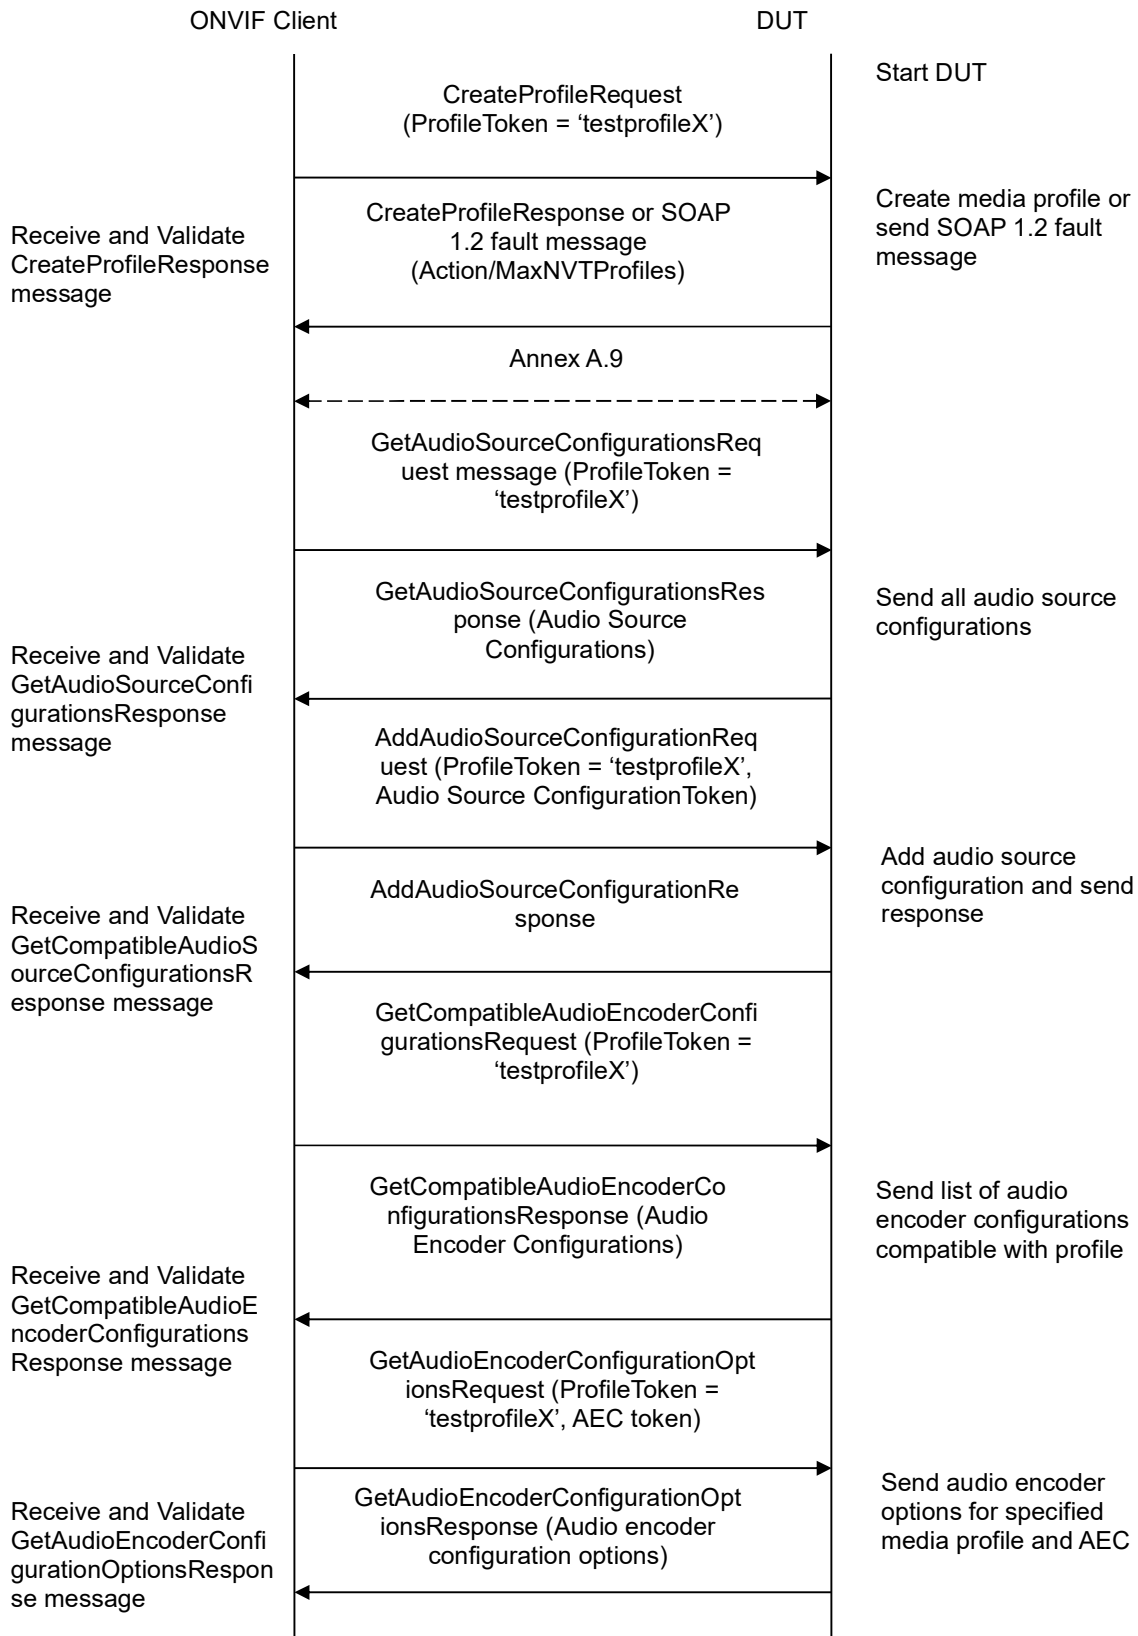 ONVIF Client
DUT
Start DUT
CreateProfileRequest
(ProfileToken = ‘testprofileX’)
Create media profile or
send SOAP 1.2 fault
message
CreateProfileResponse or SOAP
1.2 fault message
(Action/MaxNVTProfiles)
Receive and Validate
CreateProfileResponse
message
Annex A.9
GetAudioSourceConfigurationsReq
uest message (ProfileToken =
‘testprofileX’)
GetAudioSourceConfigurationsRes
ponse (Audio Source
Configurations)
Send all audio source
configurations
Receive and Validate
GetAudioSourceConfi
gurationsResponse
message
AddAudioSourceConfigurationReq
uest (ProfileToken = ‘testprofileX’,
Audio Source ConfigurationToken)
Add audio source
configuration and send
response
AddAudioSourceConfigurationRe
sponse
Receive and Validate
GetCompatibleAudioS
ourceConfigurationsR
esponse message
GetCompatibleAudioEncoderConfi
gurationsRequest (ProfileToken =
‘testprofileX’)
GetCompatibleAudioEncoderCo
nfigurationsResponse (Audio
Encoder Configurations)
Send list of audio
encoder configurations
compatible with profile
Receive and Validate
GetCompatibleAudioE
ncoderConfigurations
Response message
GetAudioEncoderConfigurationOpt
ionsRequest (ProfileToken =
‘testprofileX’, AEC token)
Send audio encoder
options for specified
media profile and AEC
GetAudioEncoderConfigurationOpt
ionsResponse (Audio encoder
configuration options)
Receive and Validate
GetAudioEncoderConfi
gurationOptionsRespon
se message